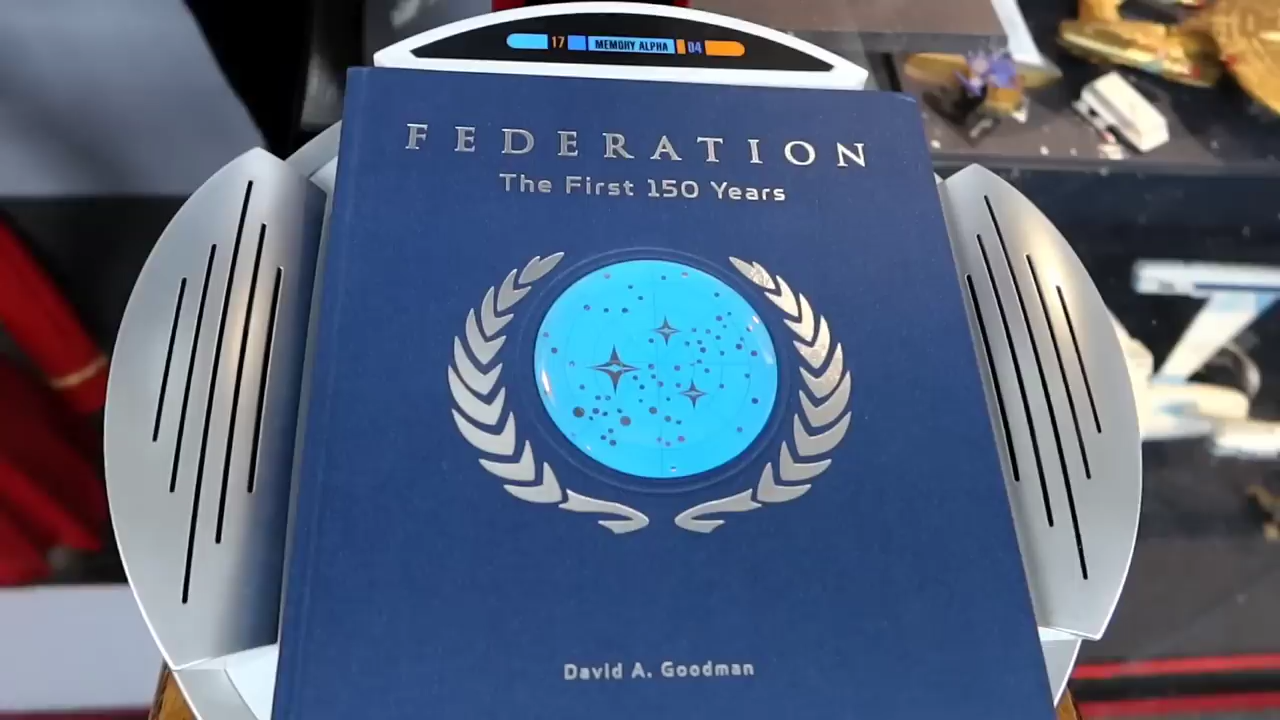 17 MEMORY ALPHA 04
FEDERATION
The First 150 Years
David A. Goodman